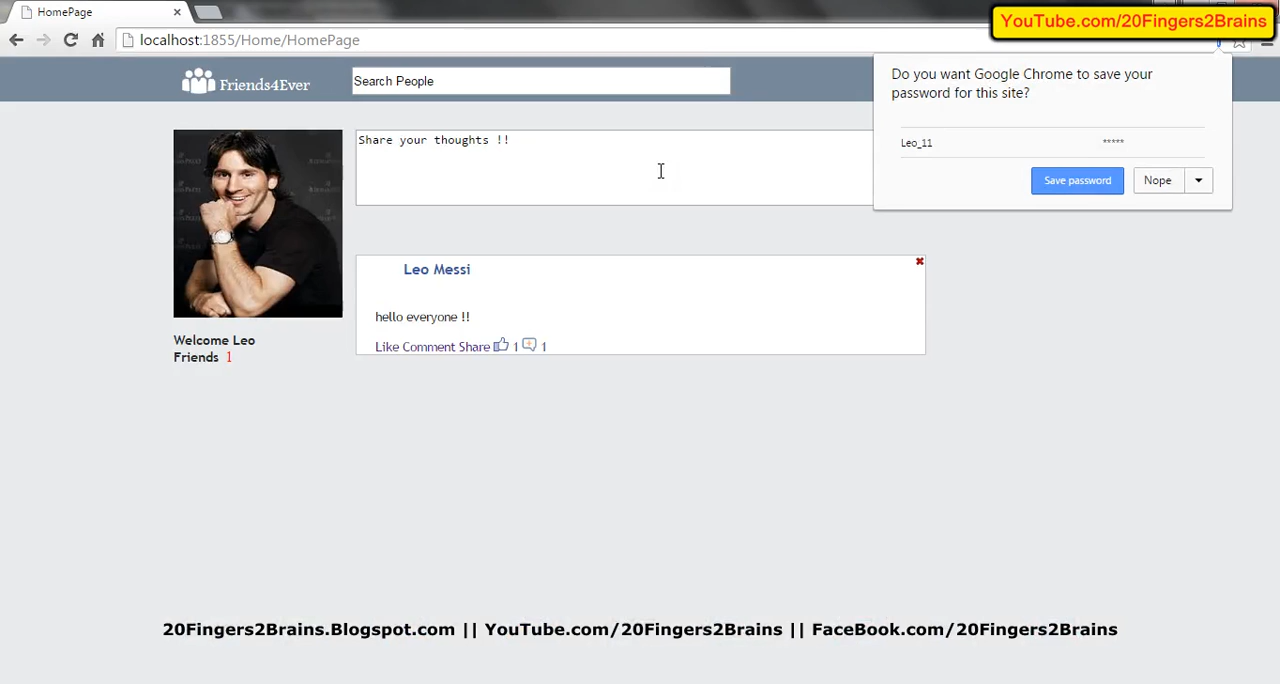 HomePage
YouTube.com/20Fingers2Brains
localhost:1855/Home/HomePage
Friends4Ever
Search People
Do you want Google Chrome to save your
password for this site?
Leo_11 *****
Save password Nope
Share your thoughts !!
Leo Messi
hello everyone !!
Like Comment Share 1 1
Welcome Leo
Friends 1
20Fingers2Brains.Blogspot.com || YouTube.com/20Fingers2Brains || FaceBook.com/20Fingers2Brains